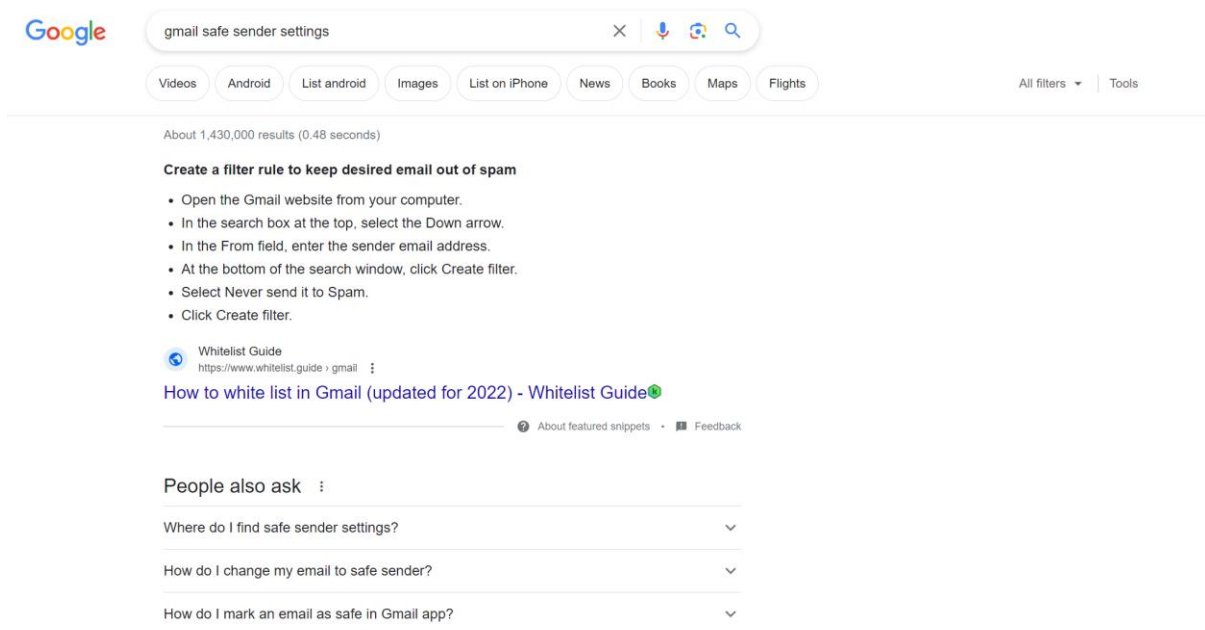 Google
gmail safe sender settings
Videos Android List android Images List on iPhone News Books Maps Flights All filters Tools
About 1,430,000 results (0.48 seconds)
Create a filter rule to keep desired email out of spam
• Open the Gmail website from your computer.
• In the search box at the top, select the Down arrow.
• In the From field, enter the sender email address.
• At the bottom of the search window, click Create filter.
• Select Never send it to Spam.
• Click Create filter.
Whitelist Guide
https://www.whitelist.guide › gmail
How to white list in Gmail (updated for 2022) - Whitelist Guide
About featured snippets • Feedback
People also ask
Where do I find safe sender settings?
How do I change my email to safe sender?
How do I mark an email as safe in Gmail app?